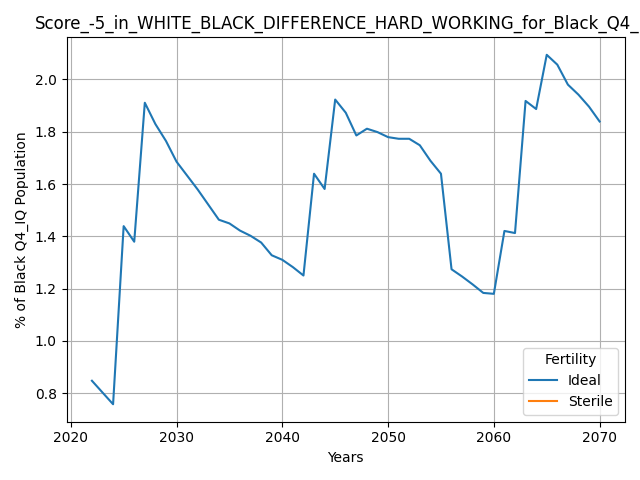 Score_-5_in_WHITE_BLACK_DIFFERENCE_HARD_WORKING_for_Black_Q4_
% of Black Q4_IQ Population
2.0
1.8
1.6
1.4
1.2
1.0
0.8
Fertility
Ideal
Sterile
2020 2030 2040 2050 2060 2070
Years